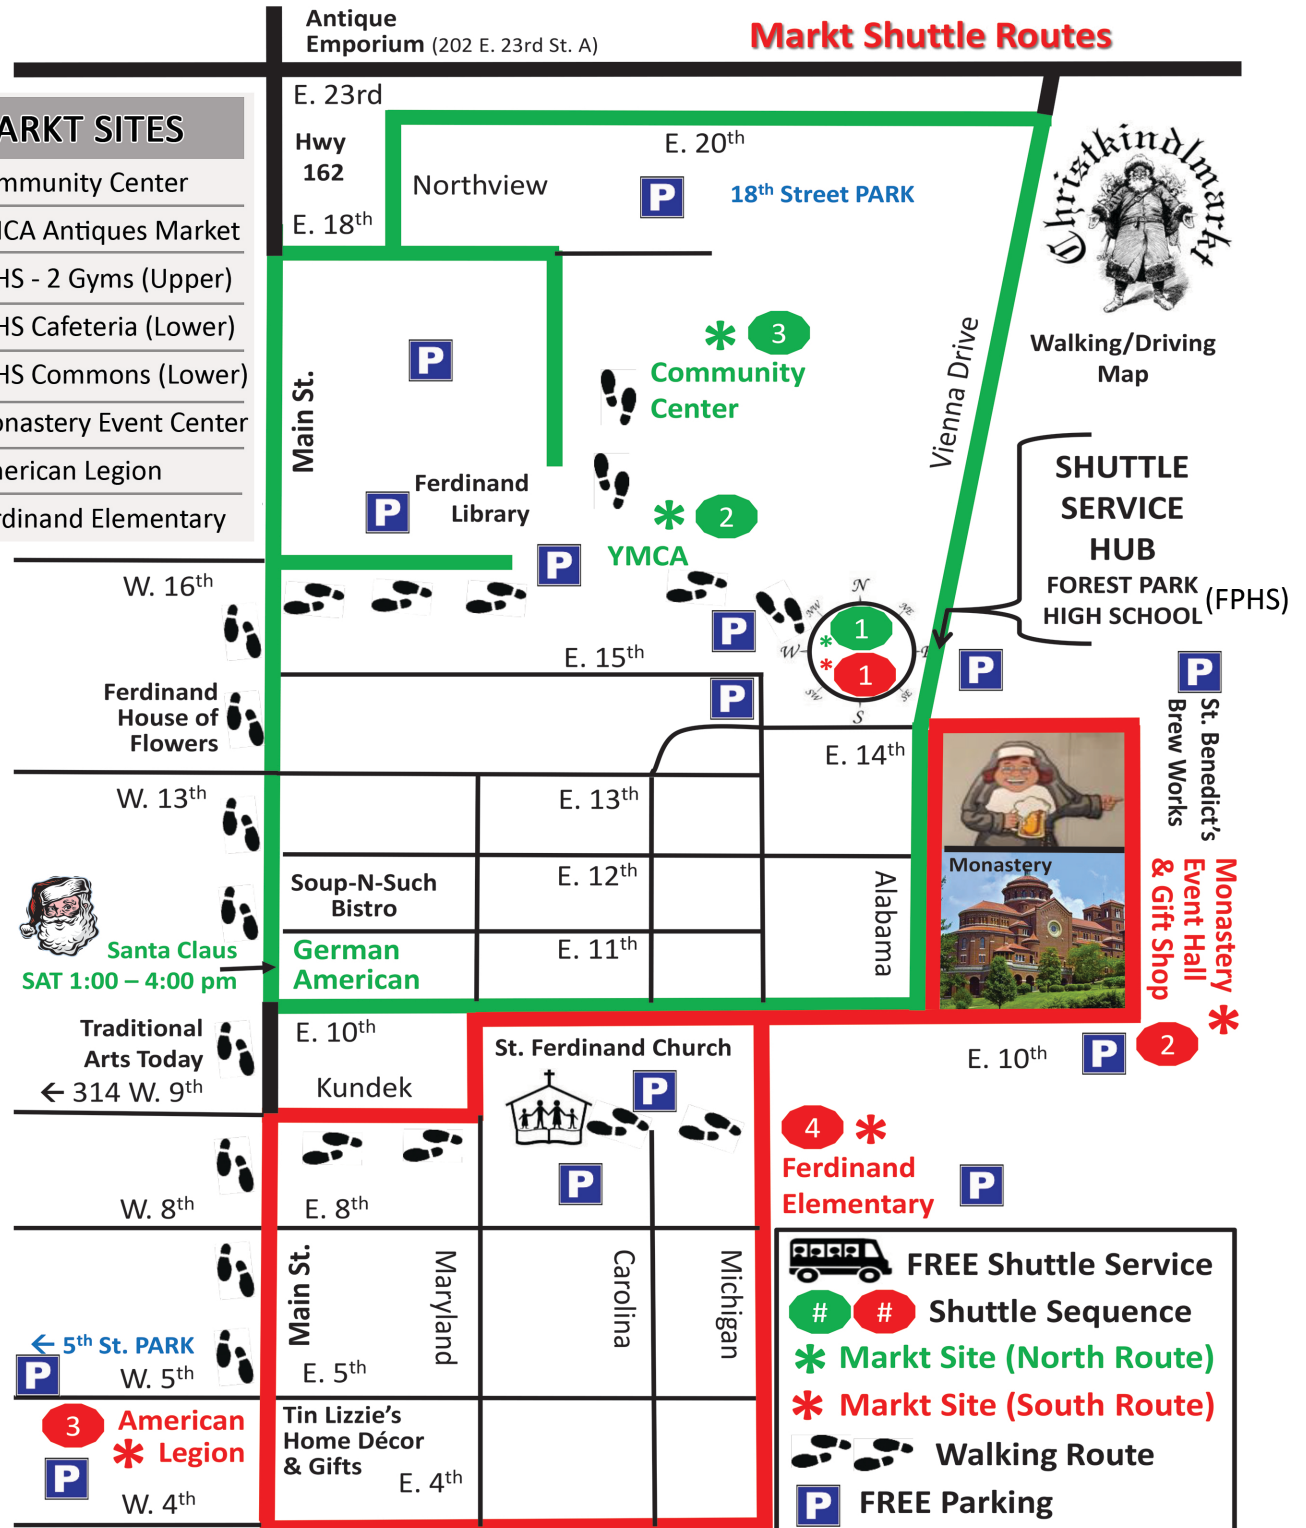 Antique
Emporium (202 E. 23rd St. A)
Markt Shuttle Routes
E. 23rd
ARKT SITES
mmunity Center
ICA Antiques Market
HS - 2 Gyms (Upper)
HS Cafeteria (Lower)
HS Commons (Lower)
onastery Event Center
nerican Legion
rdinand Elementary
Hwy
162
E. 20th
Northview
P
18th Street PARK
E. 18th
Christkindlmarkt
Walking/Driving
Map
Main St.
P
* 3
Community
Center
Vienna Drive
SHUTTLE
SERVICE
HUB
FOREST PARK
HIGH SCHOOL (FPHS)
Ferdinand
Library
P
* 2
YMCA
P
W. 16th
N
NW
NE
W
E
SW
SE
S
* 1
* 1
P
E. 15th
P
P
P
St. Benedict's
Brew Works
Ferdinand
House of
Flowers
E. 14th
W. 13th
E. 13th
Soup-N-Such
Bistro
E. 12th
Alabama
Monastery
Monastery
Event Hall
& Gift Shop
*
Santa Claus
SAT 1:00 – 4:00 pm
German
American
E. 11th
Traditional
Arts Today
← 314 W. 9th
E. 10th
Kundek
St. Ferdinand Church
P
E. 10th
P
2
4 *
Ferdinand
Elementary
P
P
W. 8th
E. 8th
Main St.
Maryland
Carolina
Michigan
← 5th St. PARK
P
W. 5th
E. 5th
3 American
* Legion
P
W. 4th
Tin Lizzie's
Home Décor
& Gifts
E. 4th
FREE Shuttle Service
# # Shuttle Sequence
* Markt Site (North Route)
* Markt Site (South Route)
Walking Route
P FREE Parking